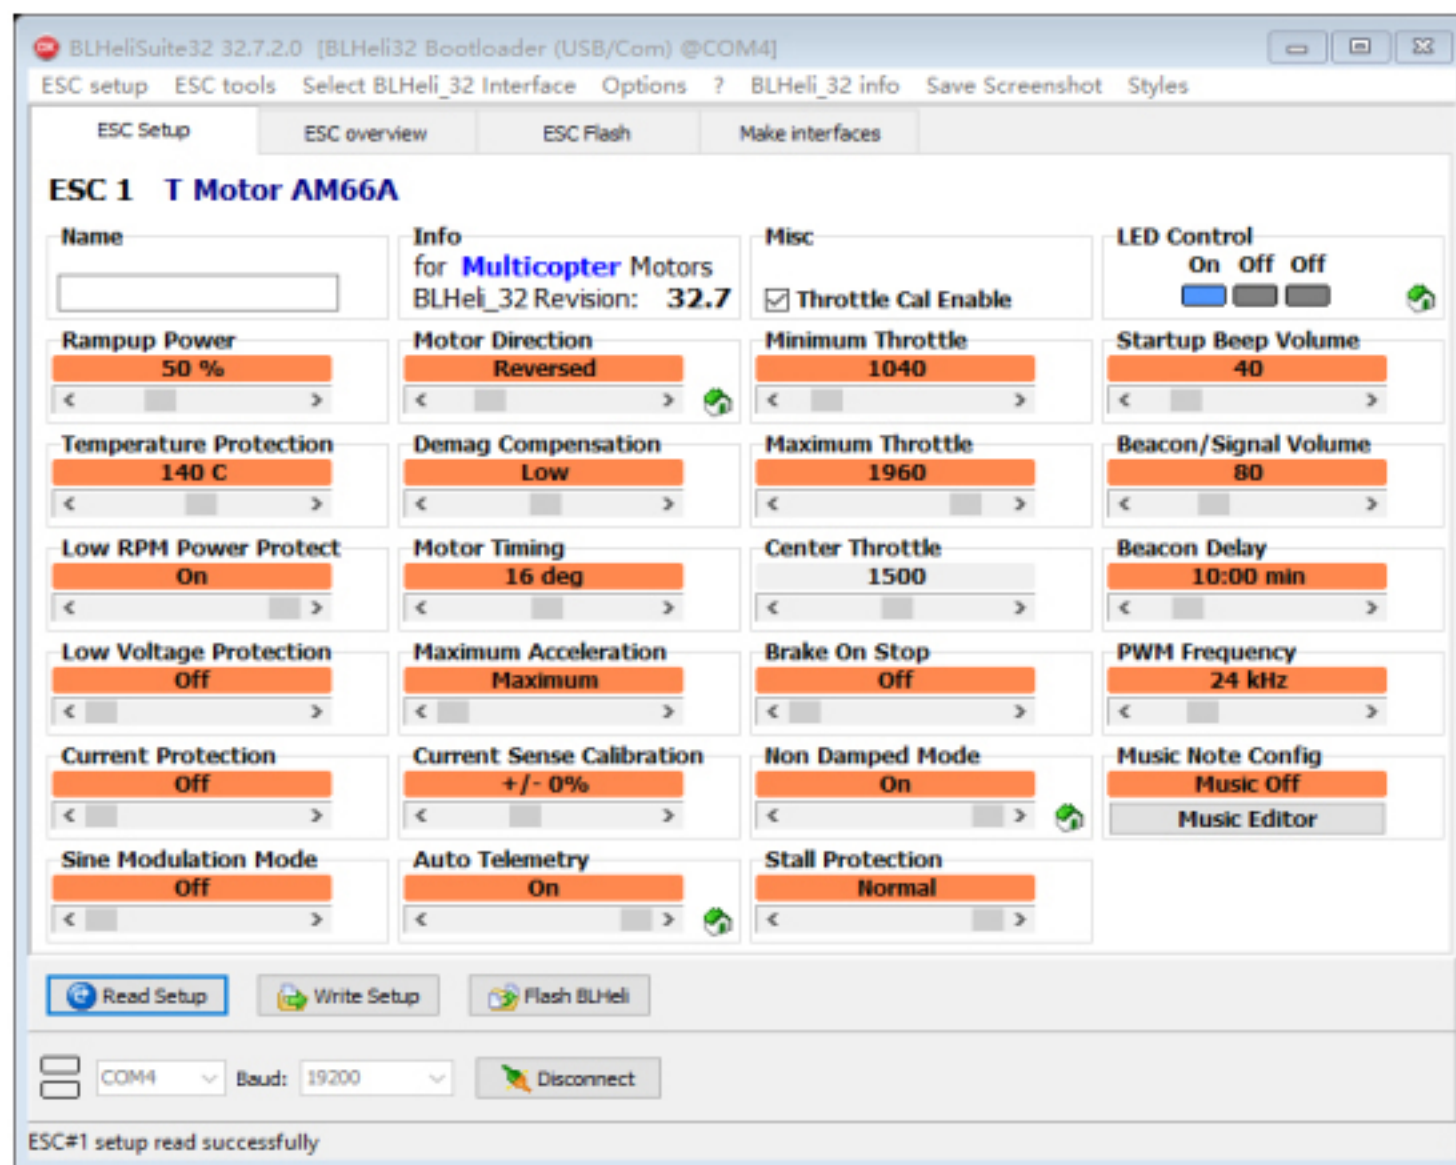 BLHeliSuite32 32.7.2.0 [BLHeli32 Bootloader (USB/Com) @COM4]
ESC setup ESC tools Select BLHeli_32 Interface Options ? BLHeli_32 info Save Screenshot Styles
ESC Setup ESC overview ESC Flash Make interfaces
ESC 1 T Motor AM66A
Name Info Misc LED Control
for Multicopter Motors On Off Off
BLHeli_32 Revision: 32.7 Throttle Cal Enable
Rampup Power Motor Direction Minimum Throttle Startup Beep Volume
50 % Reversed 1040 40
Temperature Protection Demag Compensation Maximum Throttle Beacon/Signal Volume
140 C Low 1960 80
Low RPM Power Protect Motor Timing Center Throttle Beacon Delay
On 16 deg 1500 10:00 min
Low Voltage Protection Maximum Acceleration Brake On Stop PWM Frequency
Off Maximum Off 24 kHz
Current Protection Current Sense Calibration Non Damped Mode Music Note Config
Off +/- 0% On Music Off
Music Editor
Sine Modulation Mode Auto Telemetry Stall Protection
Off On Normal
Read Setup Write Setup Flash BLHeli
COM4 Baud: 19200 Disconnect
ESC#1 setup read successfully